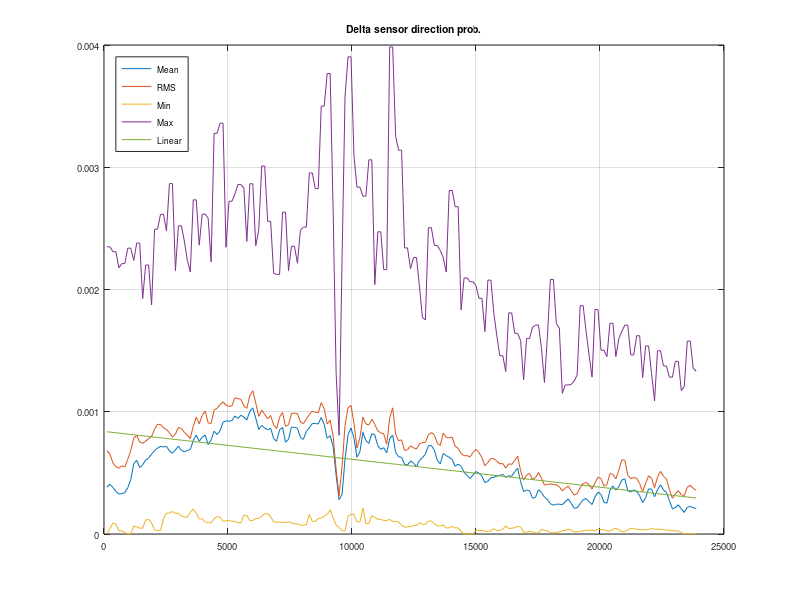 Delta sensor direction prob.
0.004
Mean
RMS
Min
Max
Linear
0.003
0.002
0.001
0
0 5000 10000 15000 20000 25000